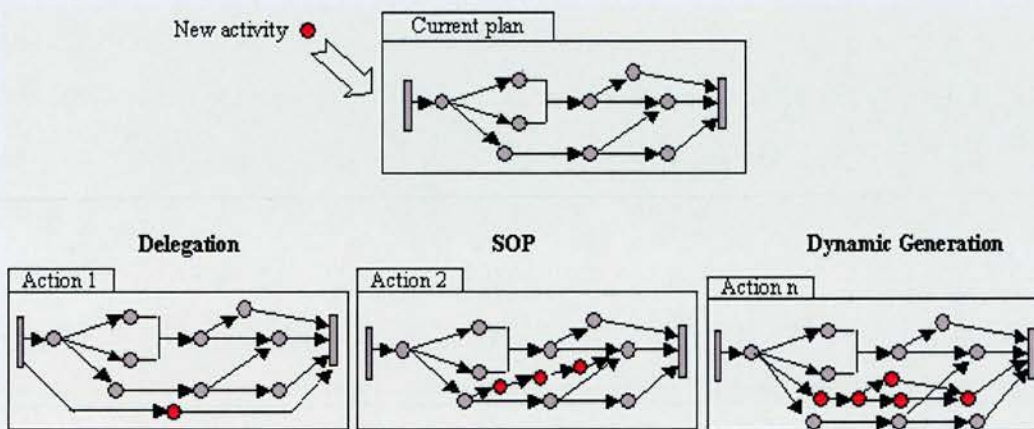 New activity
Current plan
Delegation
SOP
Dynamic Generation
Action 1
Action 2
Action n